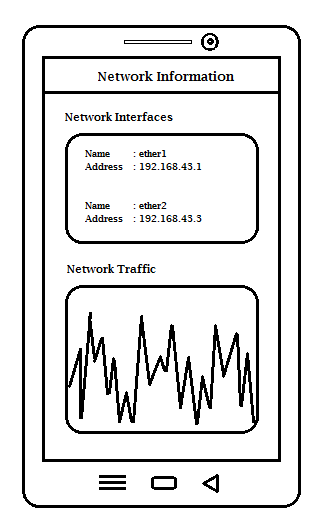 Network Information
Network Interfaces
Name : ether1
Address : 192.168.43.1
Name : ether2
Address : 192.168.43.3
Network Traffic